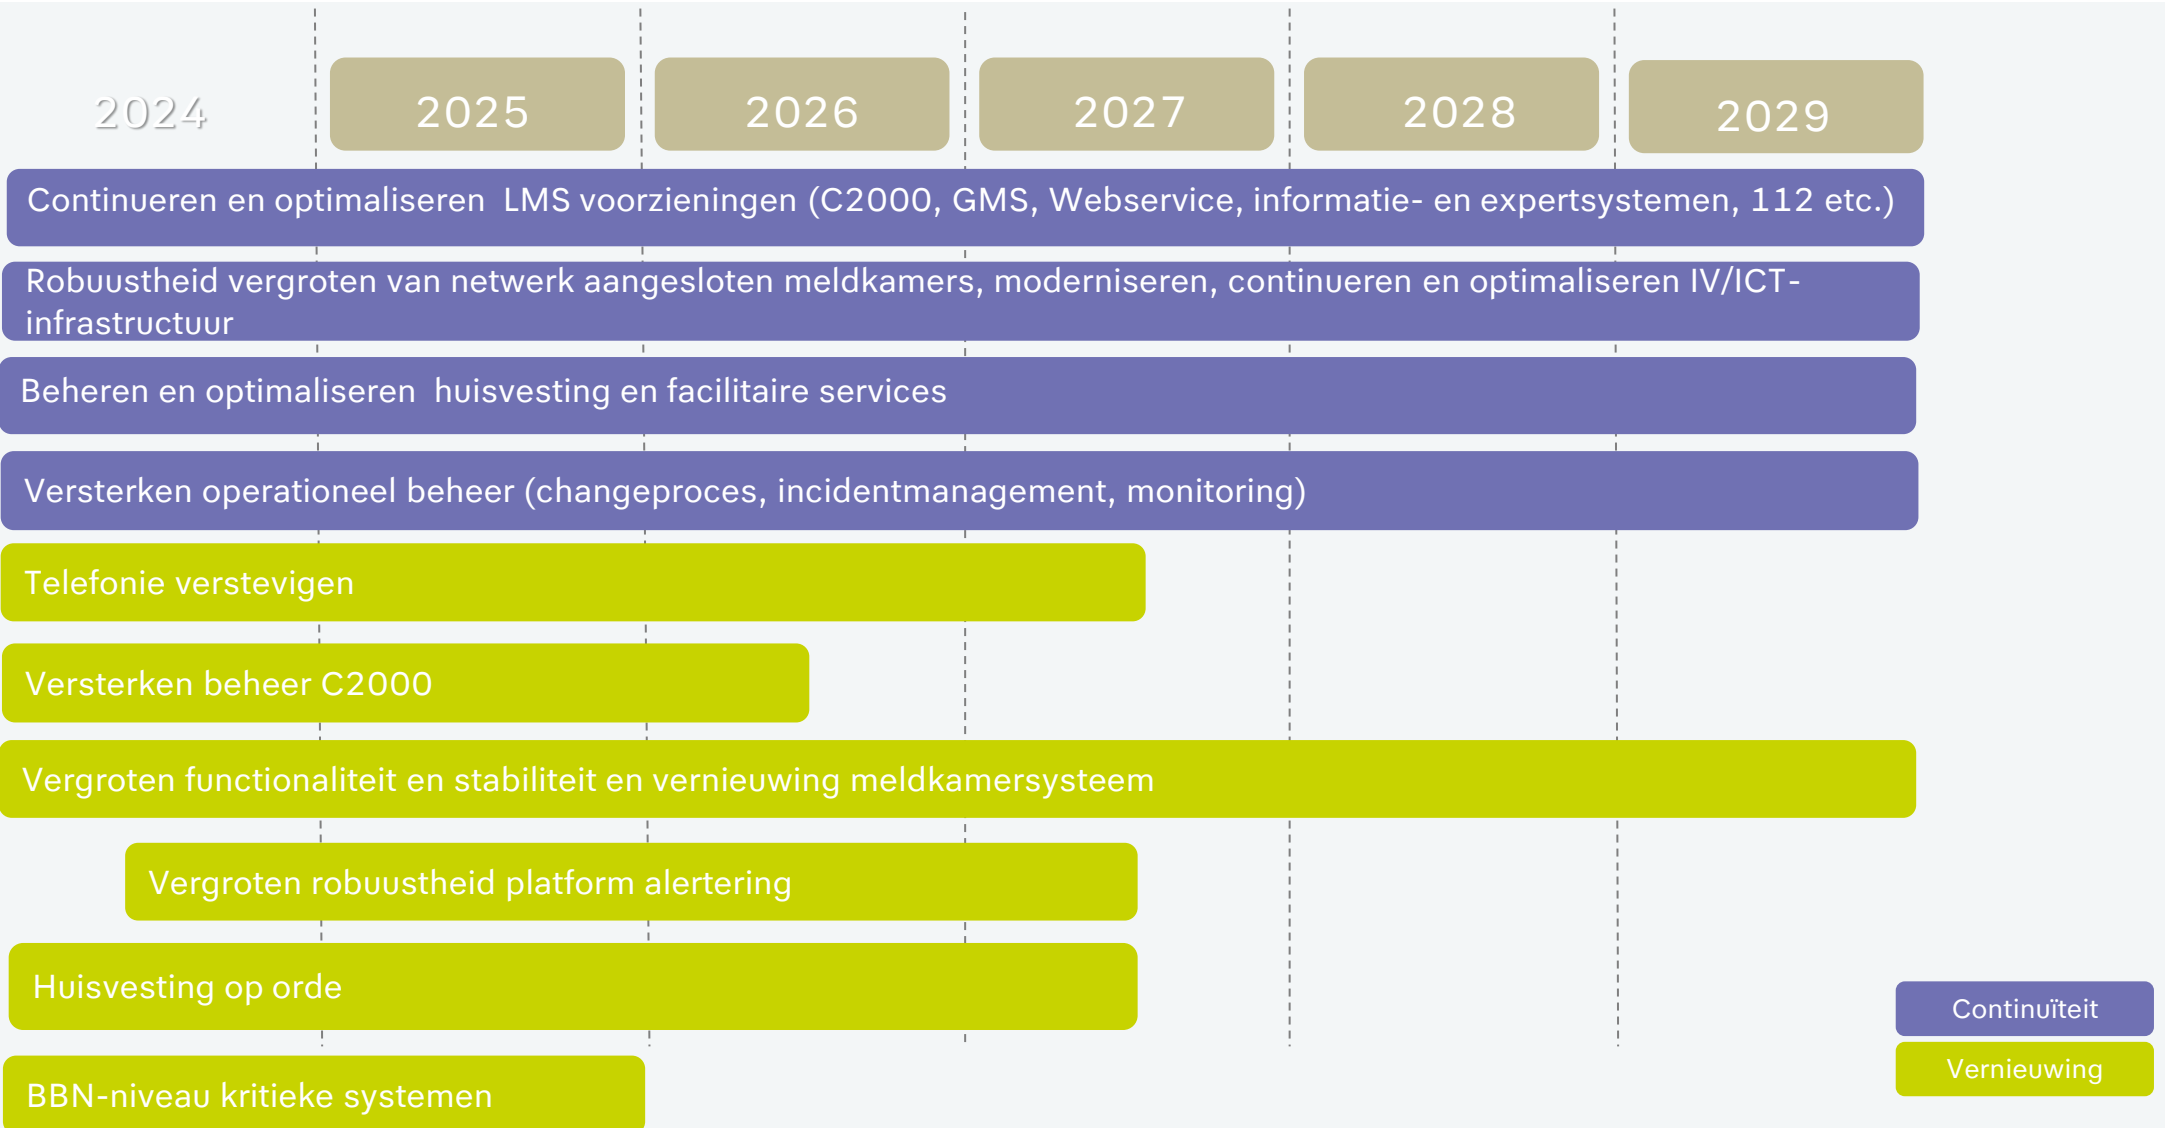 2024
2025
2026
2027
2028
2029
Continueren en optimaliseren  LMS voorzieningen (C2000, GMS, Webservice, informatie- en expertsystemen, 112 etc.)
Robuustheid vergroten van netwerk aangesloten meldkamers, moderniseren, continueren en optimaliseren IV/ICT-
infrastructuur
Beheren en optimaliseren  huisvesting en facilitaire services
Versterken operationeel beheer (changeproces, incidentmanagement, monitoring)
Telefonie verstevigen
Versterken beheer C2000
Vergroten functionaliteit en stabiliteit en vernieuwing meldkamersysteem
Vergroten robuustheid platform alertering
Huisvesting op orde
BBN-niveau kritieke systemen
Continuïteit
Vernieuwing